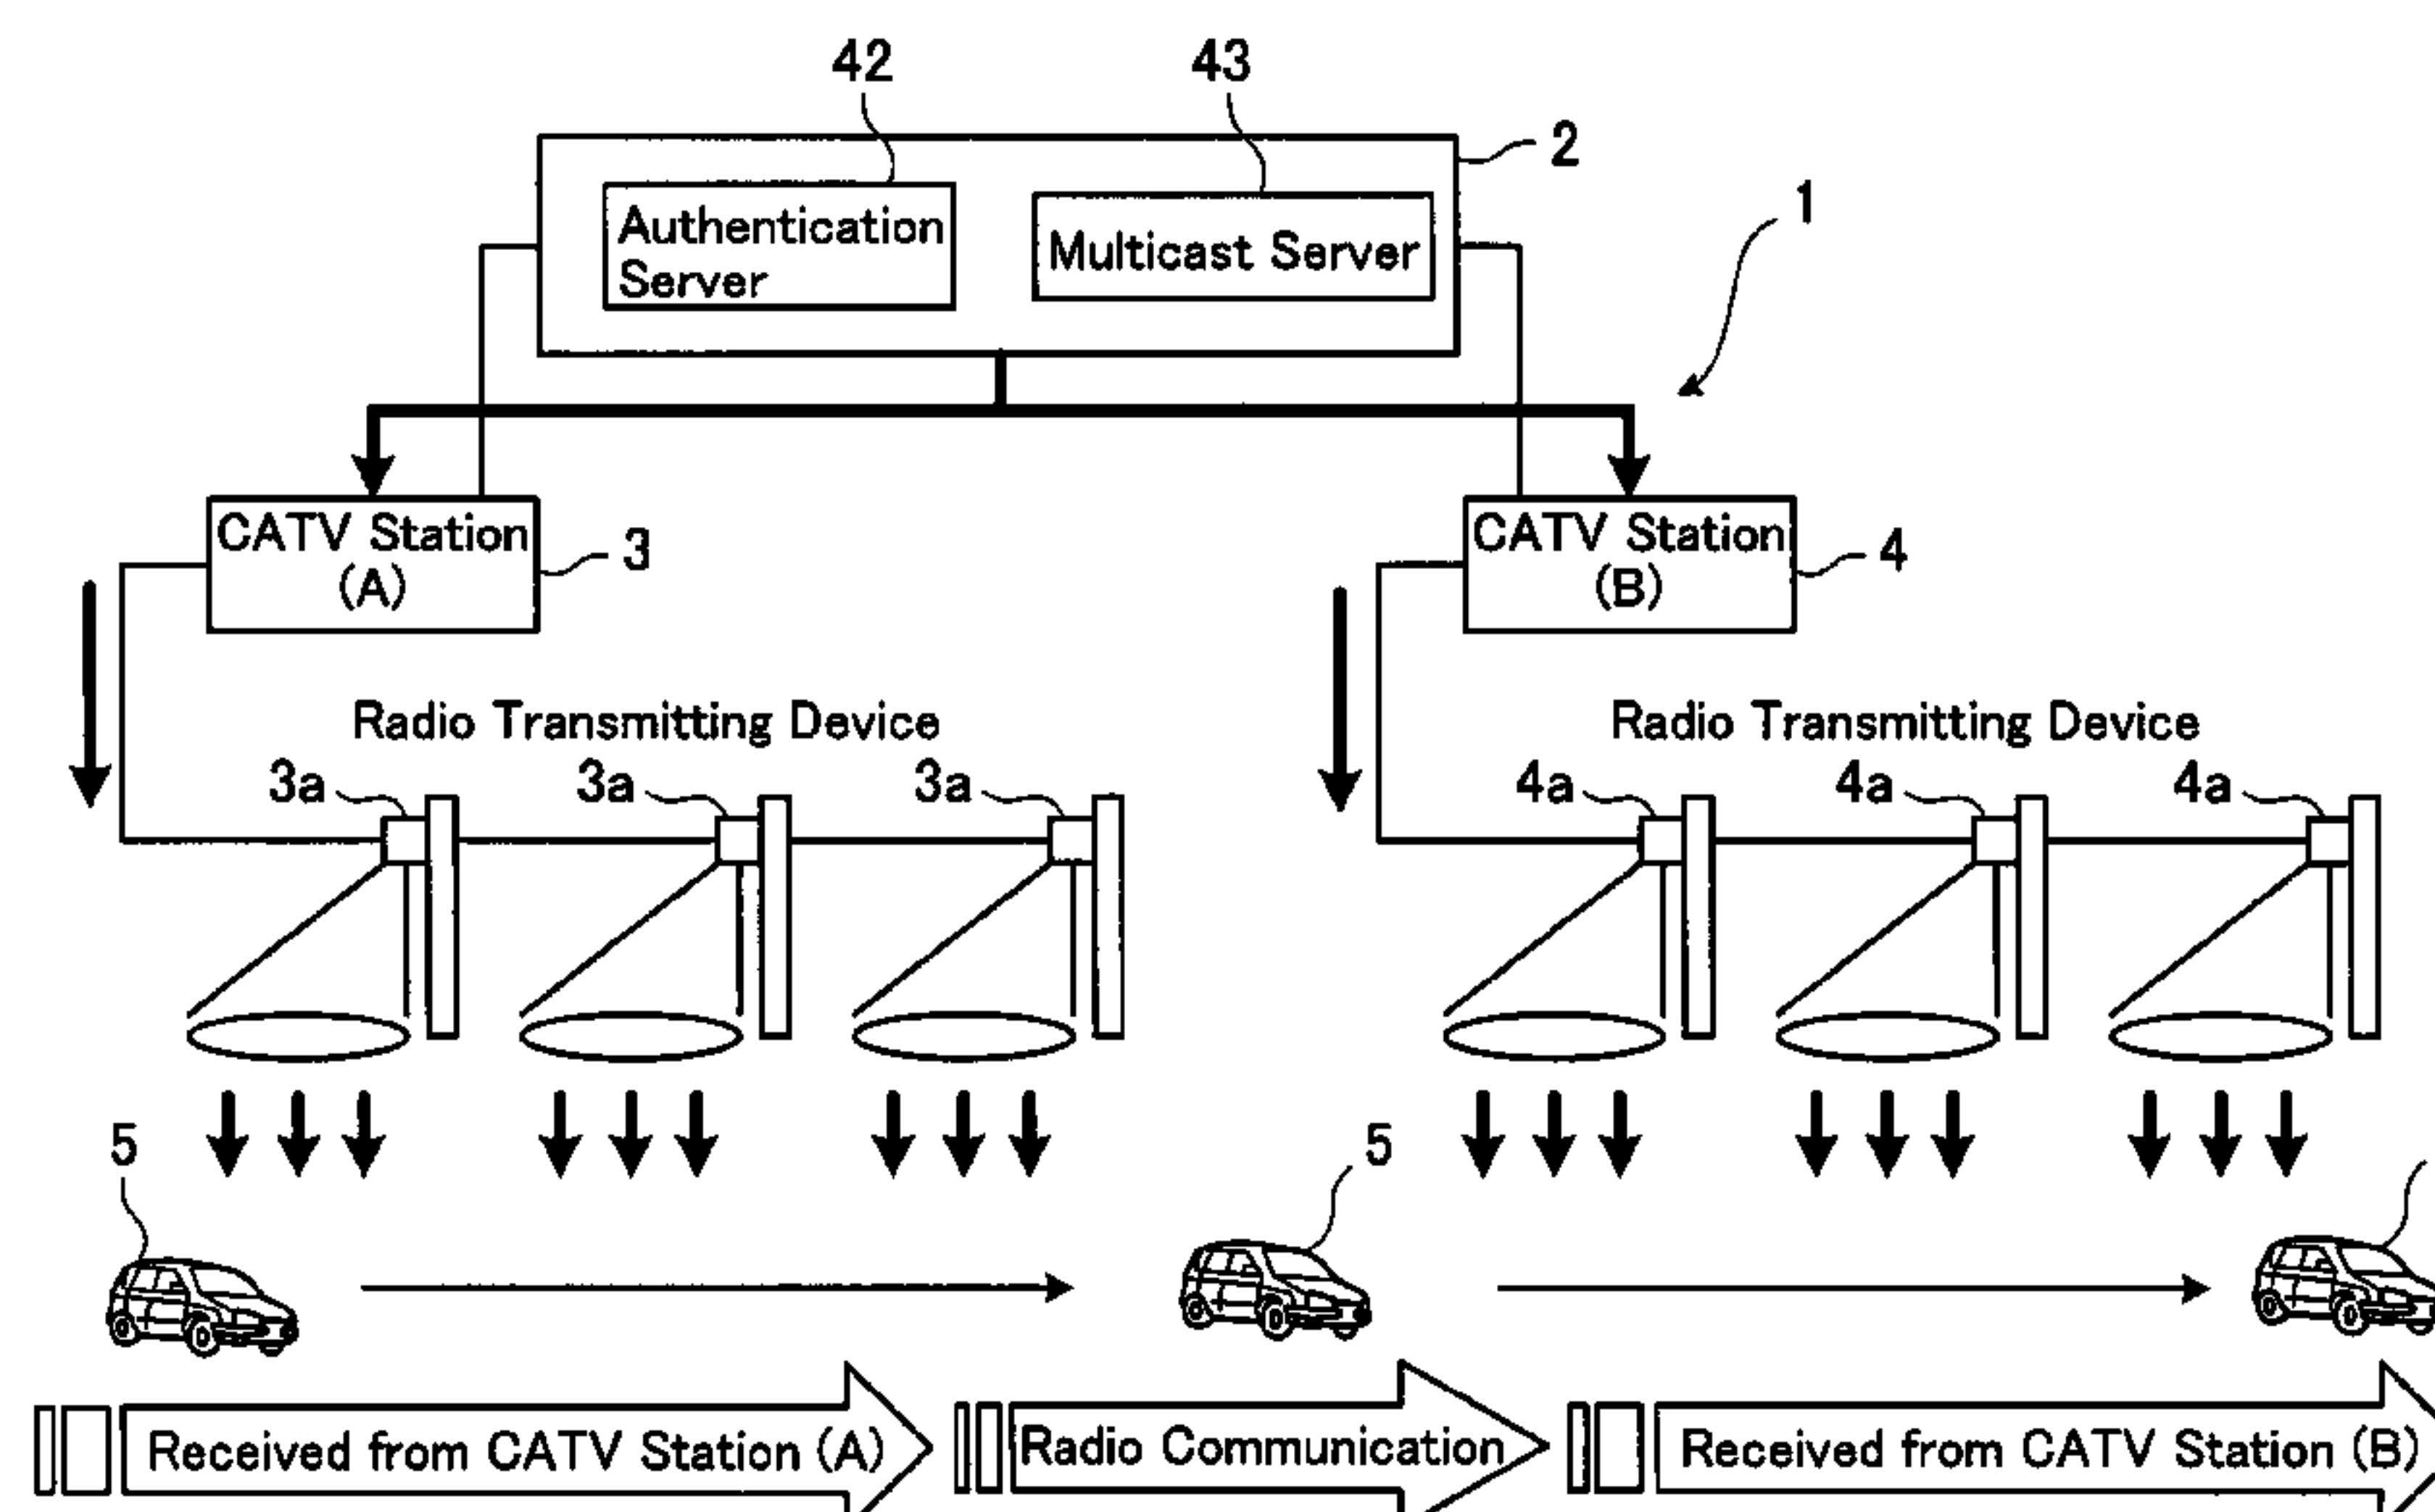 42
43
2
1
Authentication
Server
Multicast Server
CATV Station
(A)
3
CATV Station
(B)
4
Radio Transmitting Device
Radio Transmitting Device
3a
3a
3a
4a
4a
4a
5
5
Received from CATV Station (A)
Radio Communication
Received from CATV Station (B)